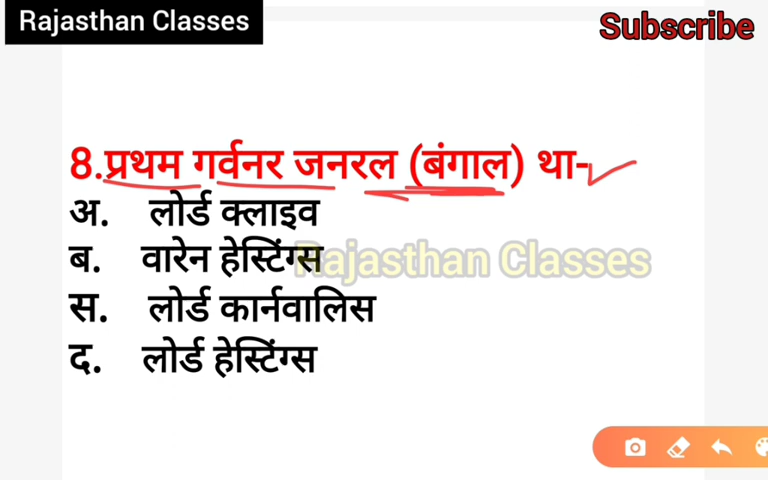 Rajasthan Classes
Subscribe
8.प्रथम गर्वनर जनरल (बंगाल) था-
अ. लोर्ड क्लाइव
ब. वारेन हेस्टिंग्स
Rajasthan Classes
स. लोर्ड कार्नवालिस
द. लोर्ड हेस्टिंग्स